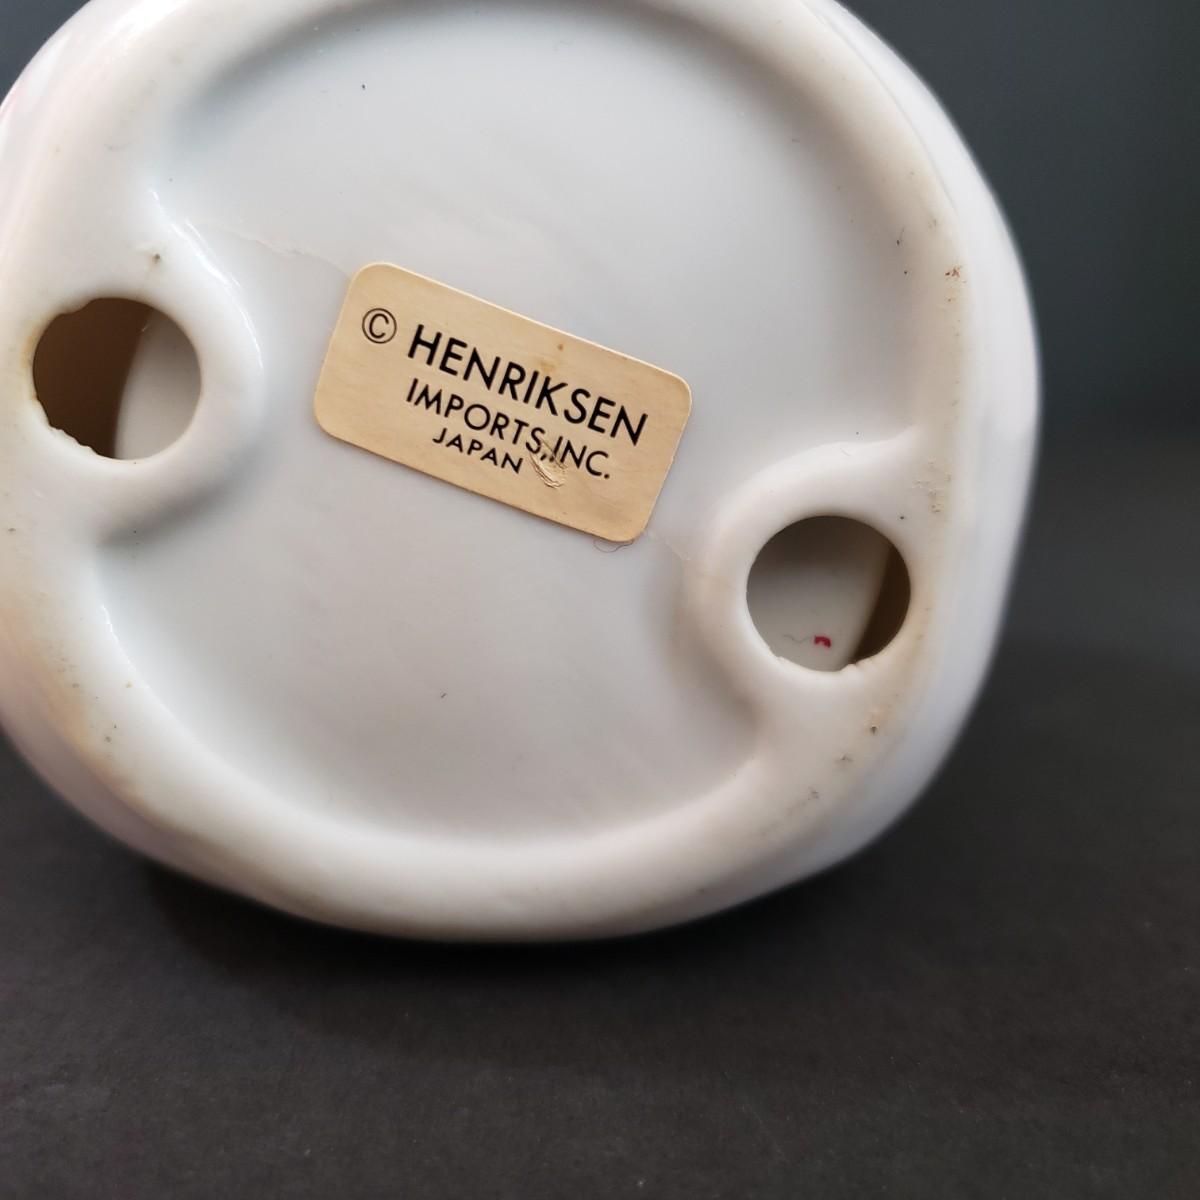 © HENRIKSEN
IMPORTS, INC.
JAPAN